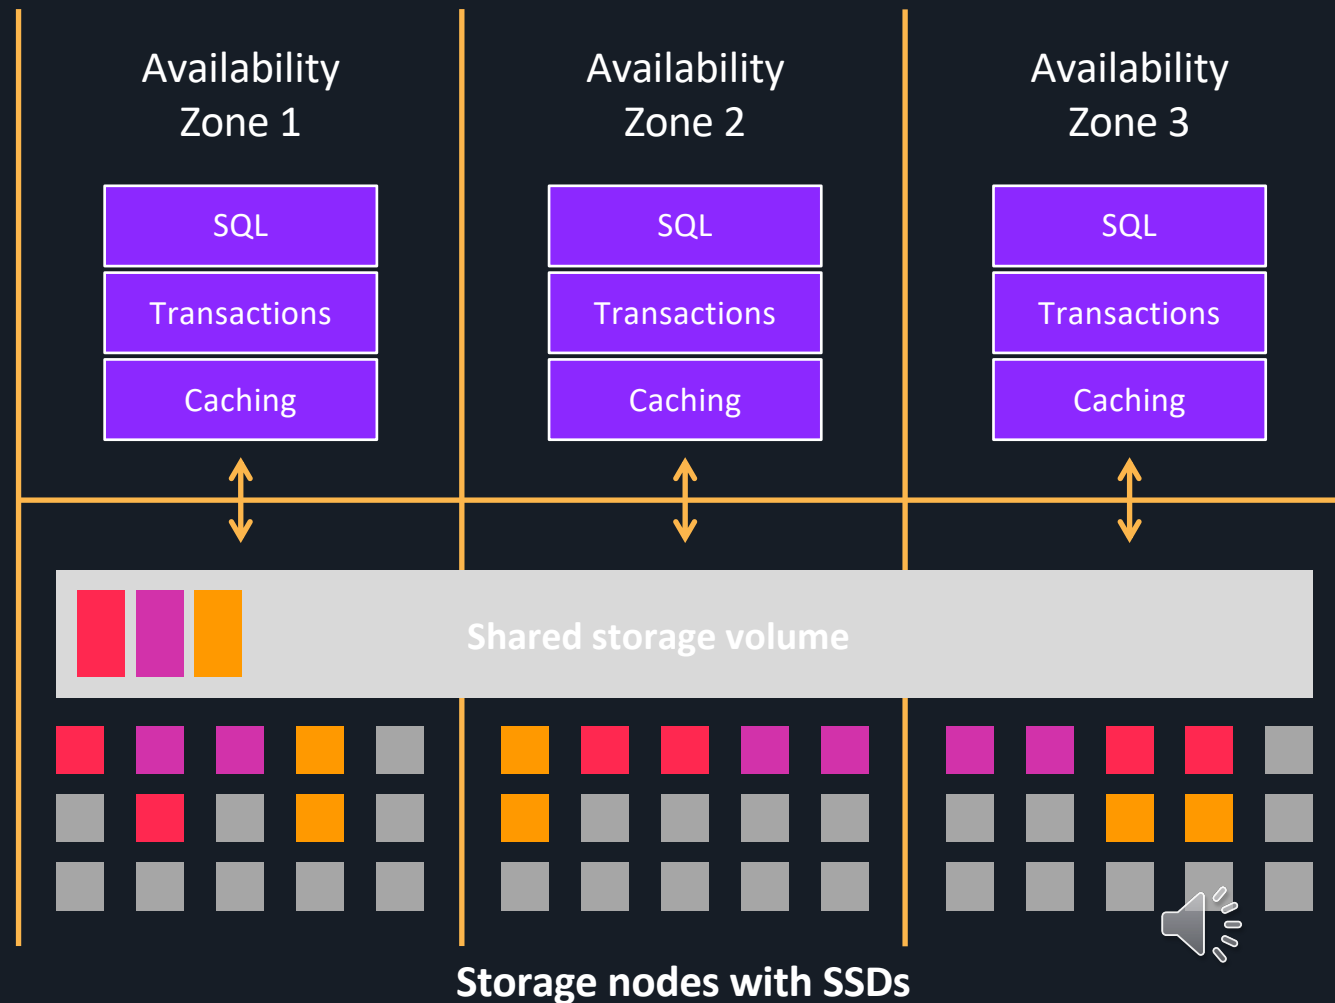 Availability
Zone 1
Availability
Zone 2
Availability
Zone 3
SQL
Transactions
Caching
SQL
Transactions
Caching
SQL
Transactions
Caching
Shared storage volume
Storage nodes with SSDs